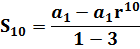 S₁₀ = (a₁ − a₁r¹⁰) / (1 − 3)